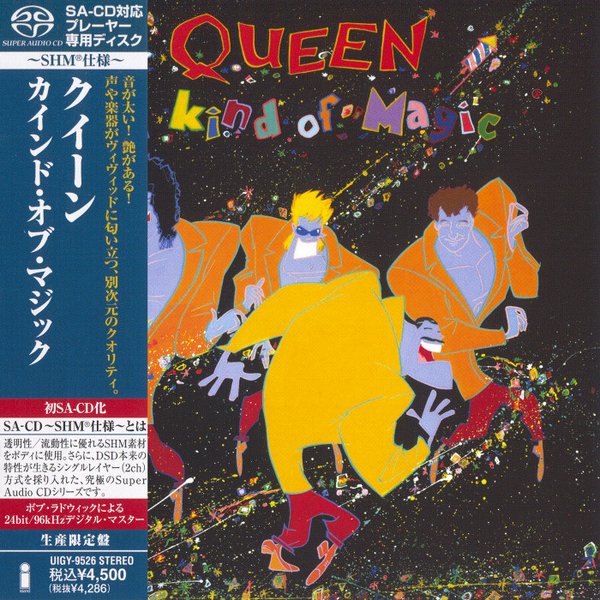 SUPER AUDIO CD
SA-CD対応
プレーヤー
専用ディスク
～SHM®仕様～
クイーン
カインド・オブ・マジック
音が太い！艶がある！
声や楽器がヴィヴィッドに匂い立つ、別次元のクオリティ。
初SA-CD化
SA-CD～SHM®仕様～とは
透明性／流動性に優れるSHM素材
をボディに使用。さらに、DSD本来の
特性が生きるシングルレイヤー（2ch）
方式を採り入れた、究極のSuper
Audio CDシリーズです。
ボブ・ラドウィックによる
24bit/96kHzデジタル・マスター
生産限定盤
UIGY-9526 STEREO
税込¥4,500
(税抜¥4,286)
QUEEN
kind of Magic